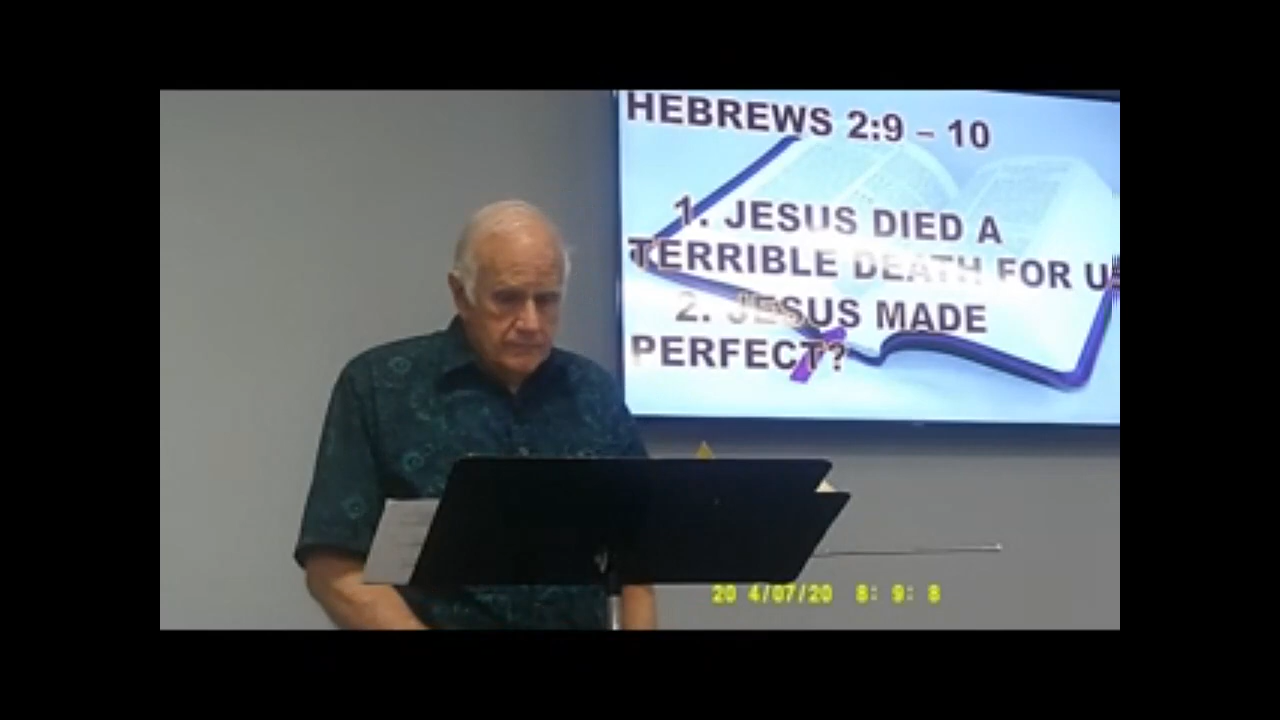 HEBREWS 2:9 – 10
1. JESUS DIED A
TERRIBLE DEATH FOR US
2. JESUS MADE
PERFECT?
20 4/07/20 8: 9: 8